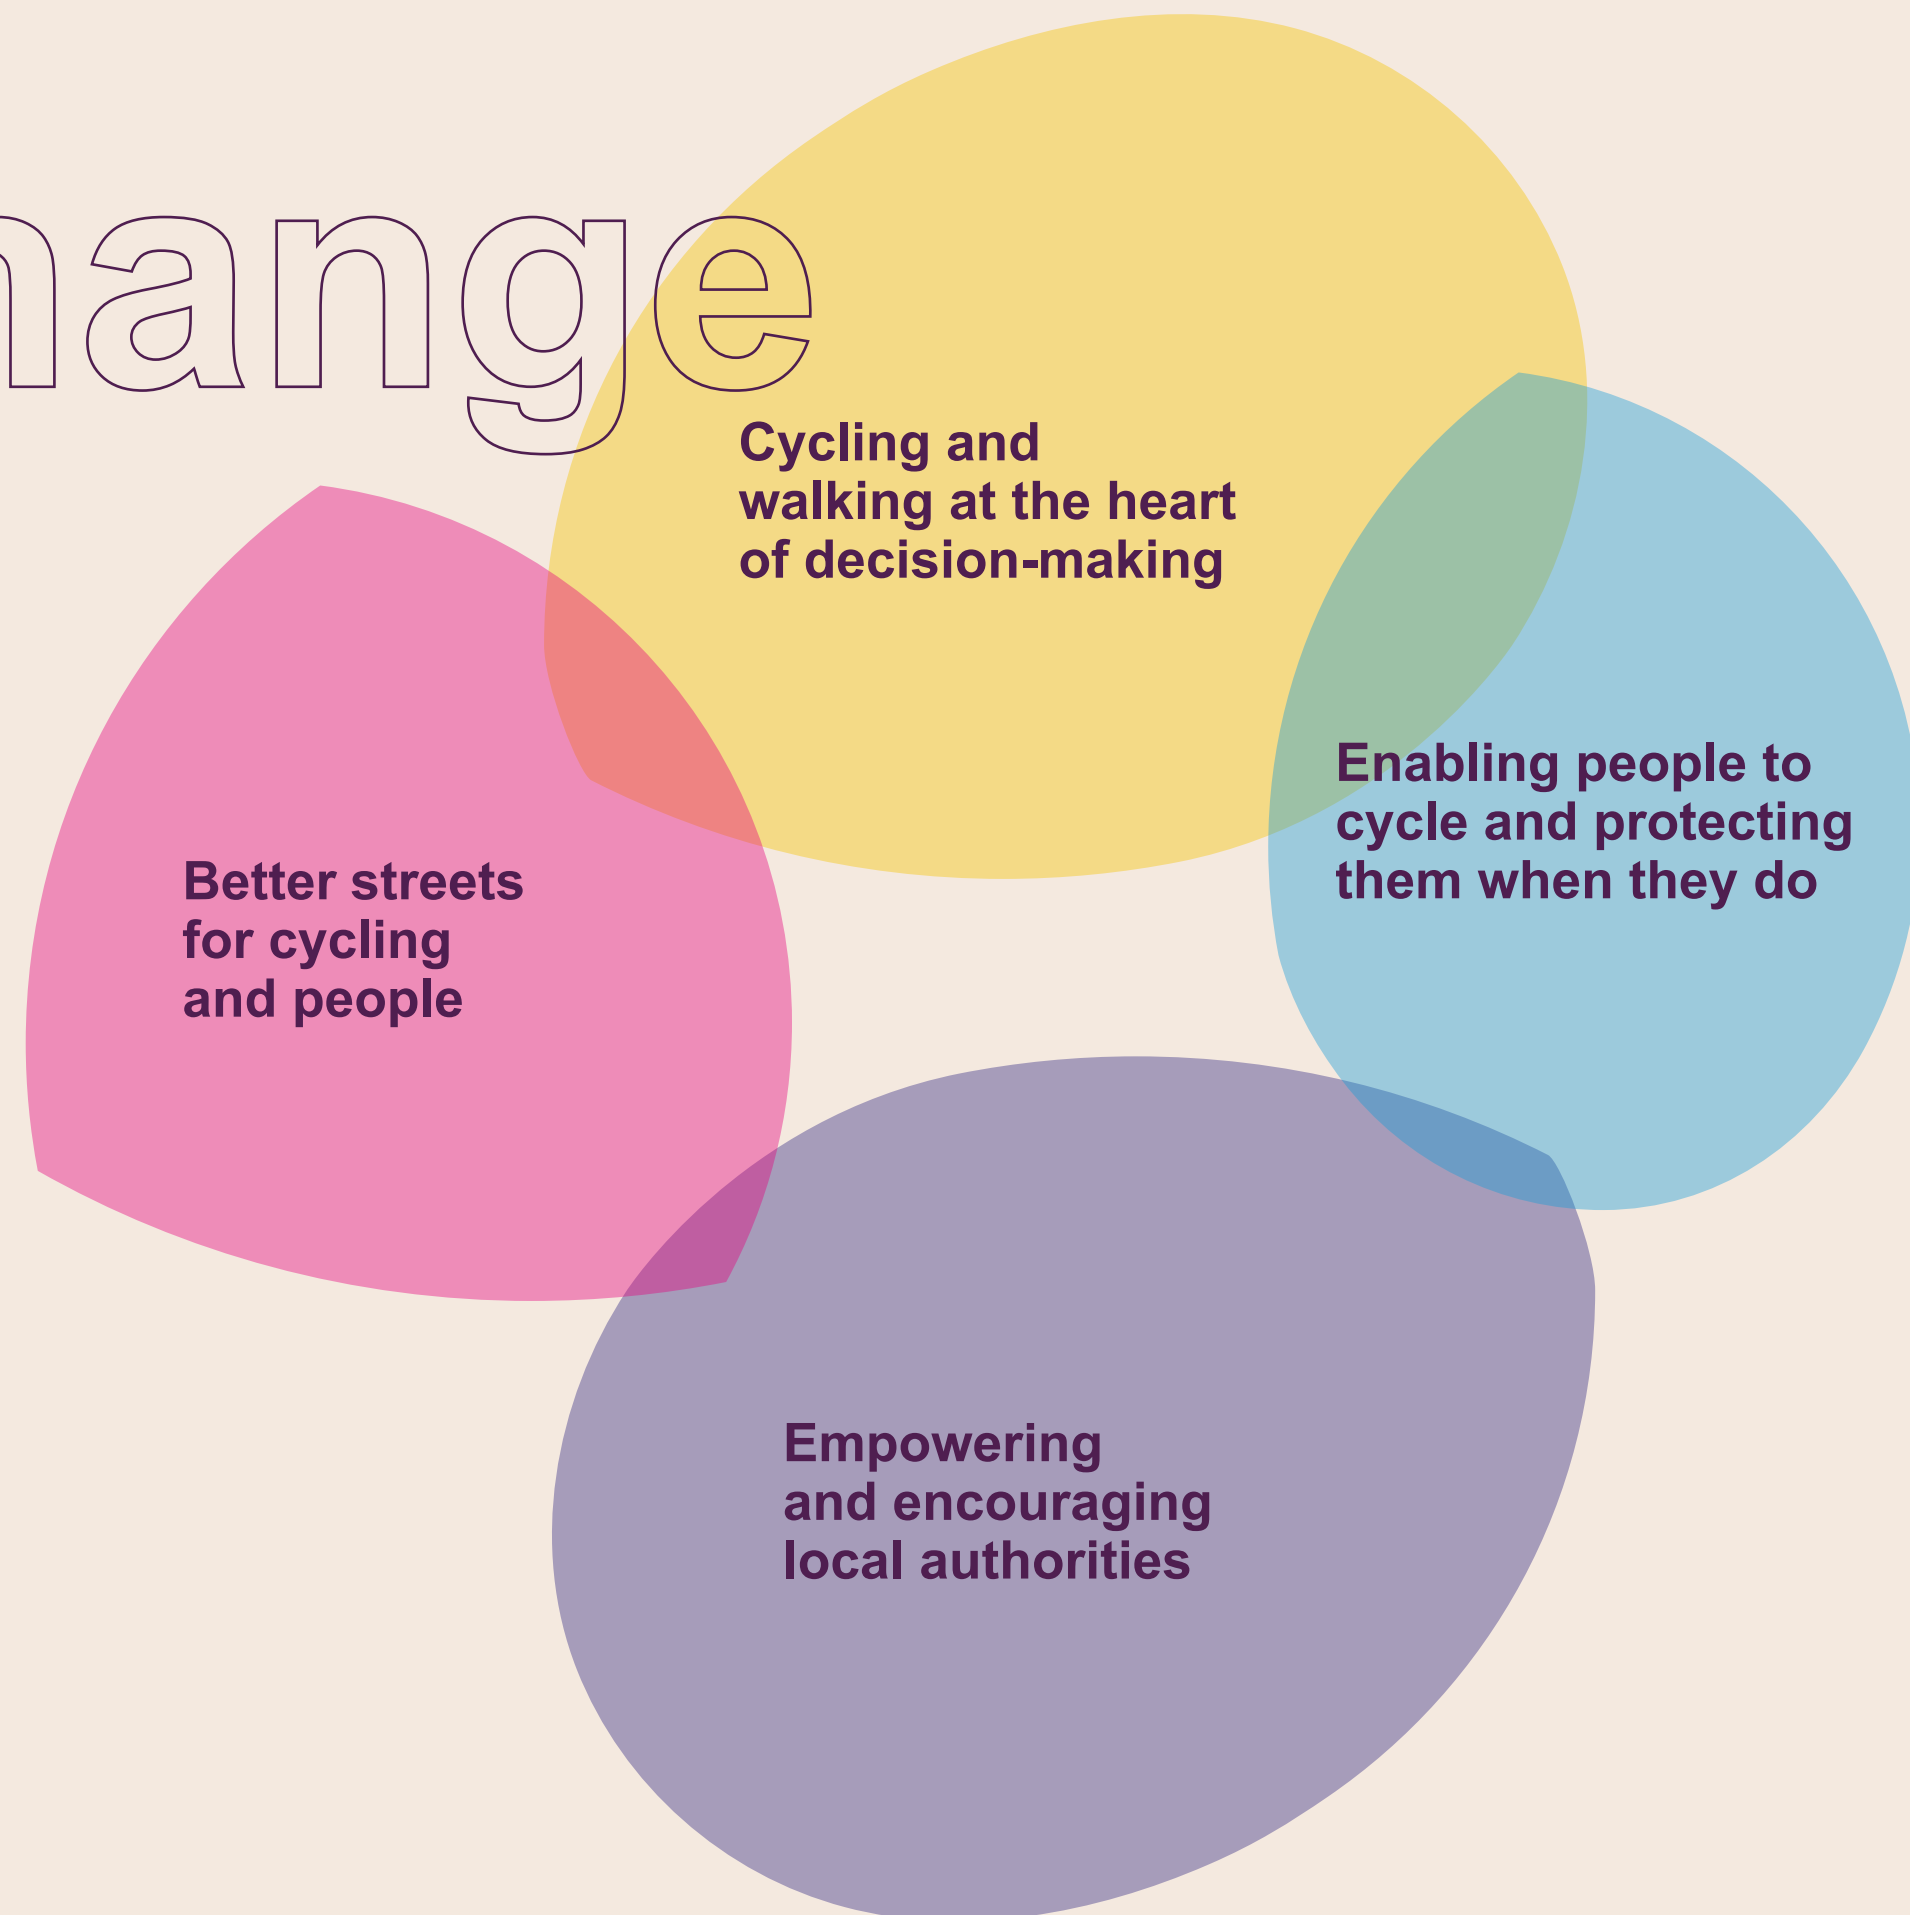 hange
Cycling and
walking at the heart
of decision-making
Enabling people to
cycle and protecting
them when they do
Better streets
for cycling
and people
Empowering
and encouraging
local authorities